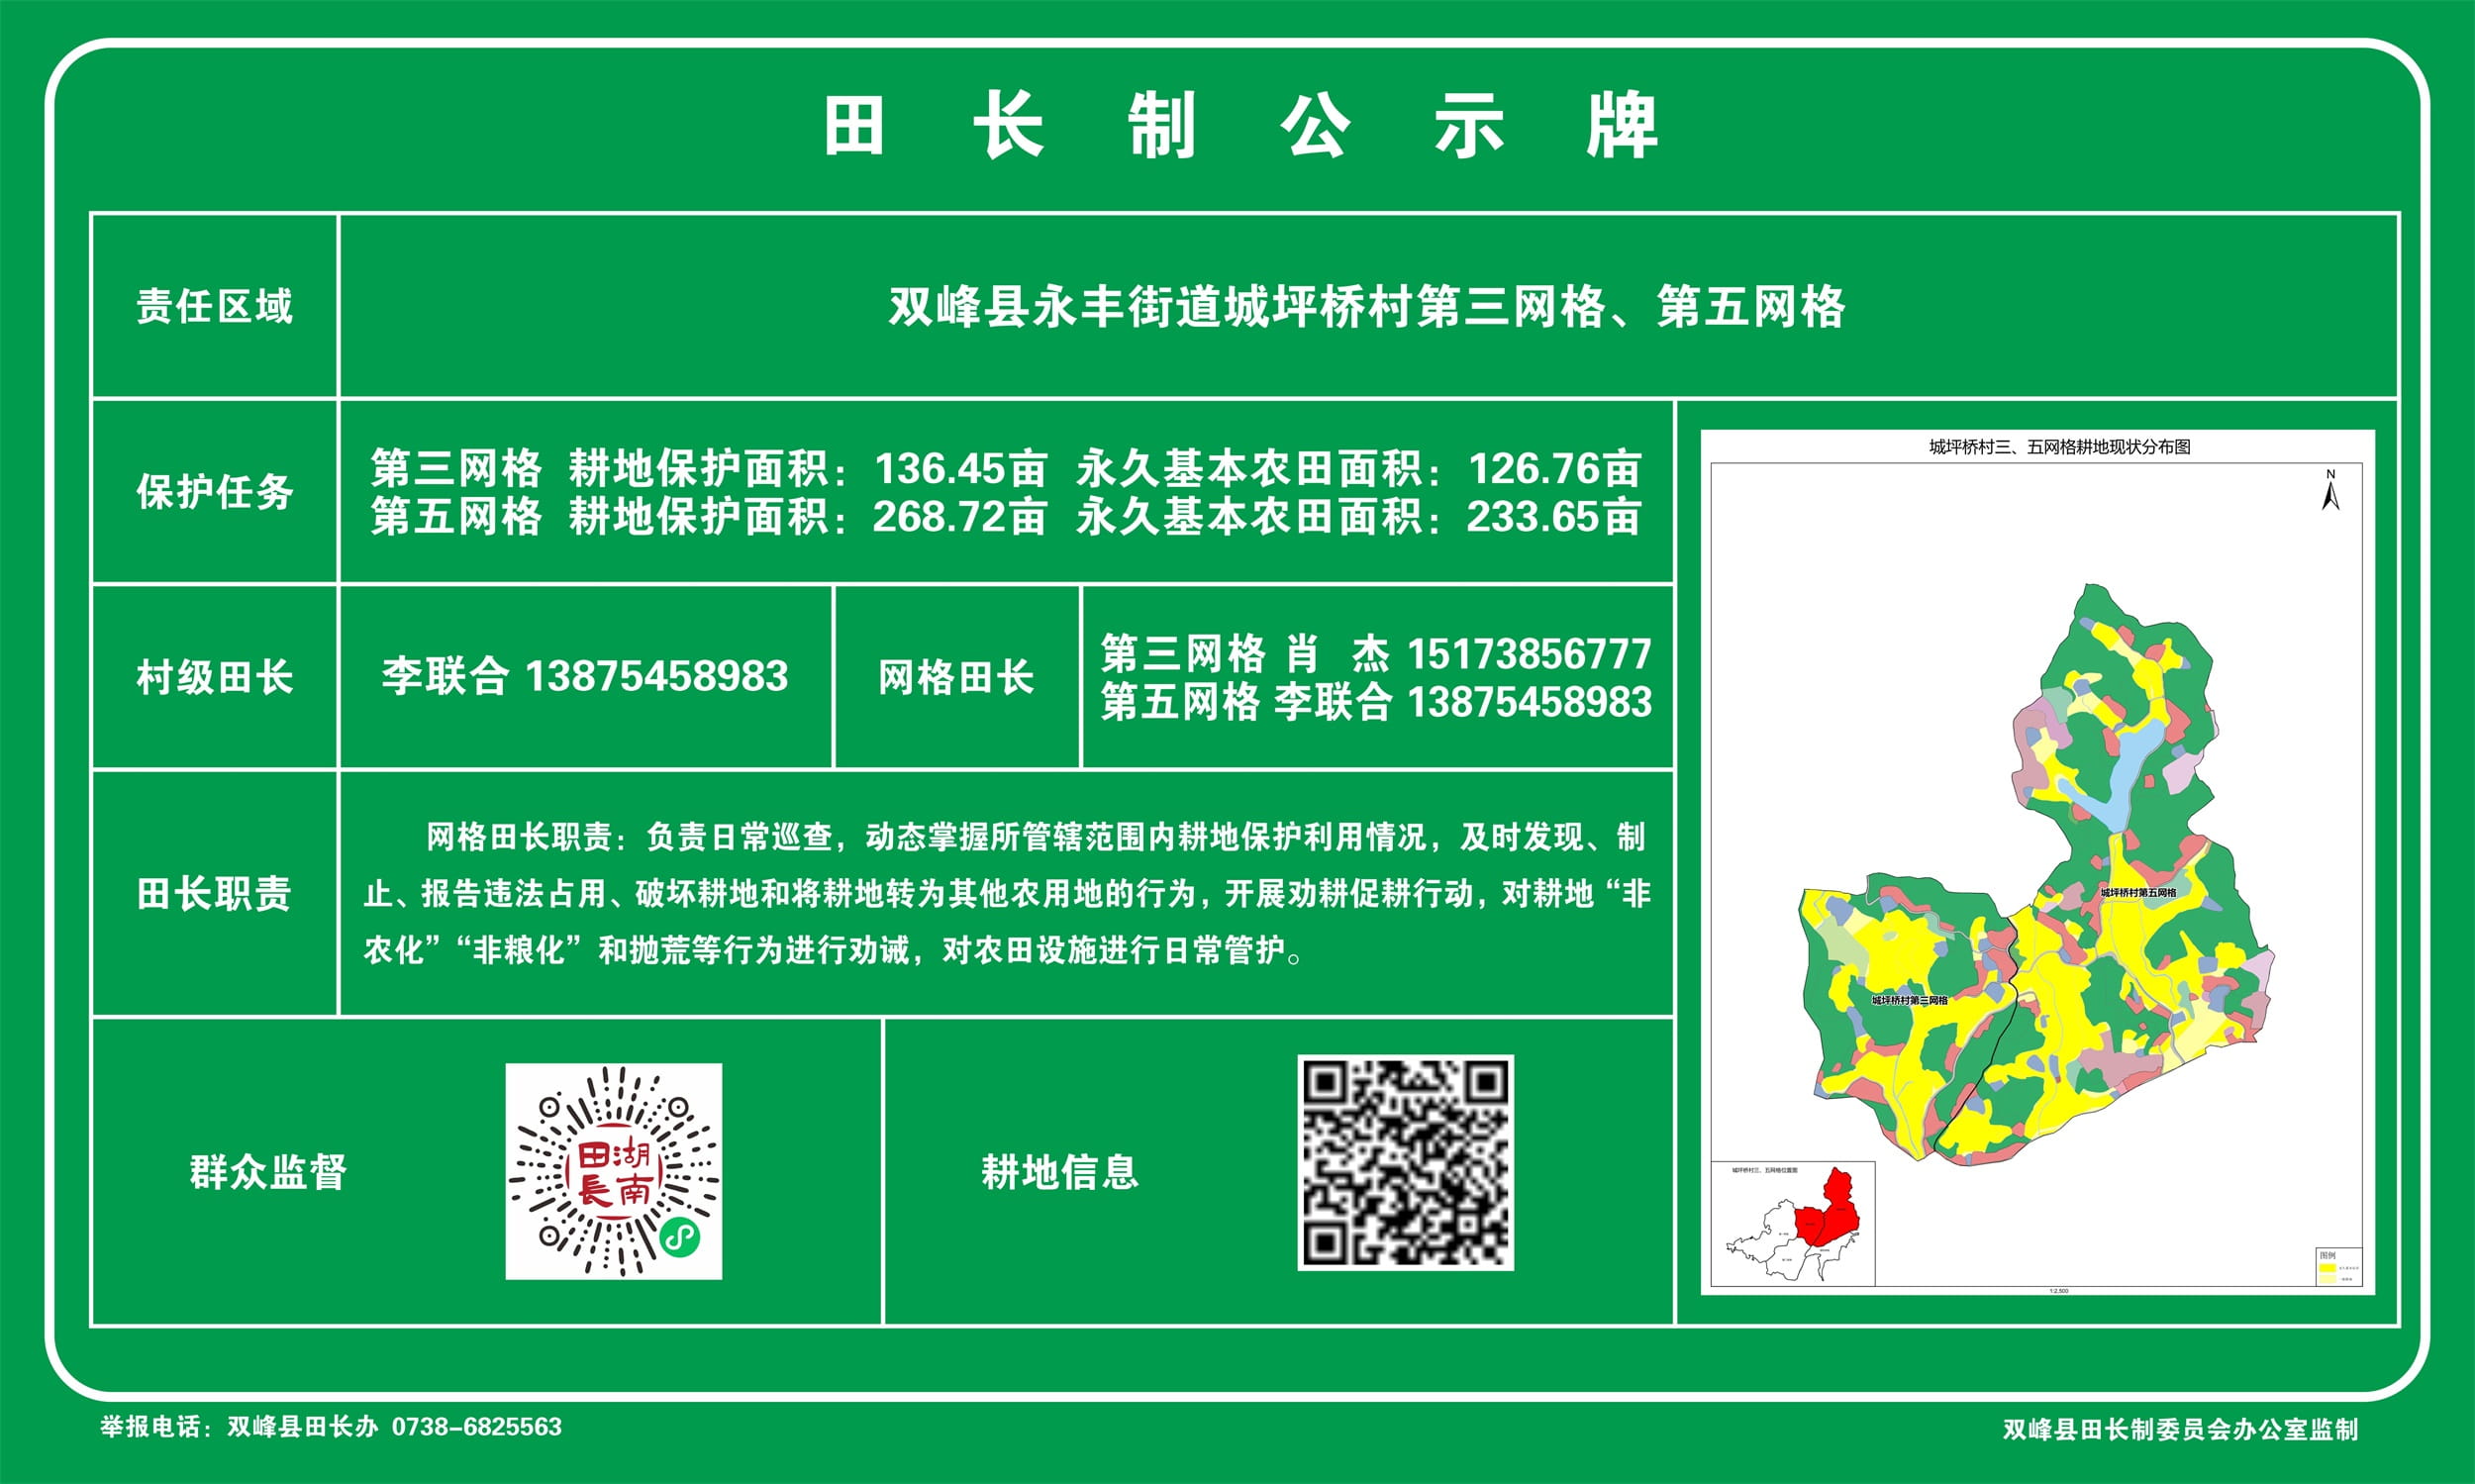 田长制公示牌
责任区域
双峰县永丰街道城坪桥村第三网格、第五网格
保护任务
第三网格 耕地保护面积：136.45亩 永久基本农田面积：126.76亩
第五网格 耕地保护面积：268.72亩 永久基本农田面积：233.65亩
村级田长
李联合 13875458983
网格田长
第三网格 肖 杰 15173856777
第五网格 李联合 13875458983
田长职责
网格田长职责：负责日常巡查，动态掌握所管辖范围内耕地保护利用情况，及时发现、制
止、报告违法占用、破坏耕地和将耕地转为其他农用地的行为，开展劝耕促耕行动，对耕地“非
农化”“非粮化”和抛荒等行为进行劝诫，对农田设施进行日常管护。
群众监督
田湖
長南
耕地信息
城坪桥村三、五网格耕地现状分布图
N
城坪桥村第五网格
城坪桥村第三网格
城坪桥村三、五网格位置图
图例
1:2,500
举报电话：双峰县田长办 0738-6825563
双峰县田长制委员会办公室监制